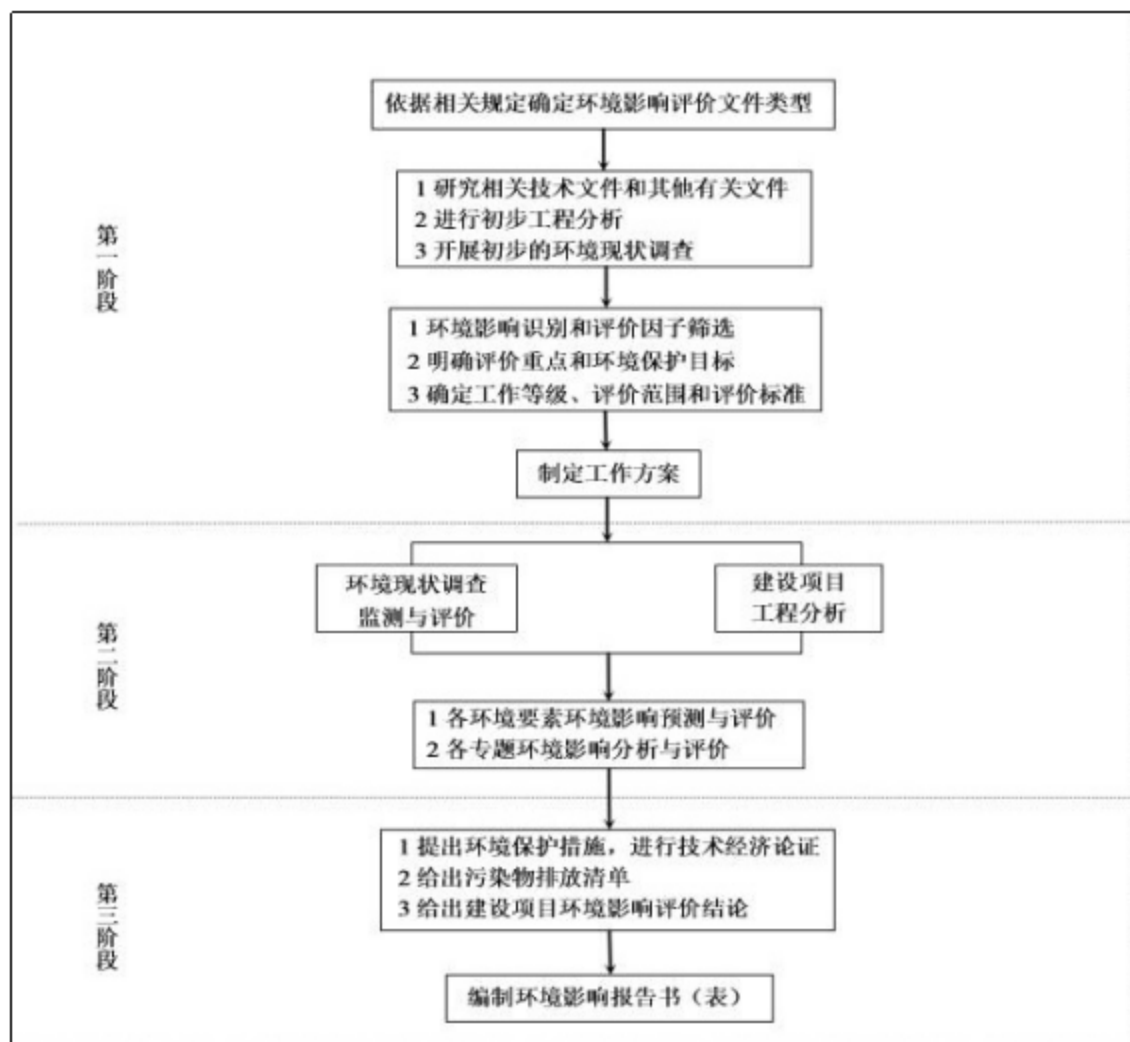 依据相关规定确定环境影响评价文件类型
1 研究相关技术文件和其他有关文件
2 进行初步工程分析
3 开展初步的环境现状调查
第一阶段
1 环境影响识别和评价因子筛选
2 明确评价重点和环境保护目标
3 确定工作等级、评价范围和评价标准
制定工作方案
环境现状调查
监测与评价
建设项目
工程分析
第二阶段
1 各环境要素环境影响预测与评价
2 各专题环境影响分析与评价
1 提出环境保护措施，进行技术经济论证
2 给出污染物排放清单
3 给出建设项目环境影响评价结论
第三阶段
编制环境影响报告书（表）